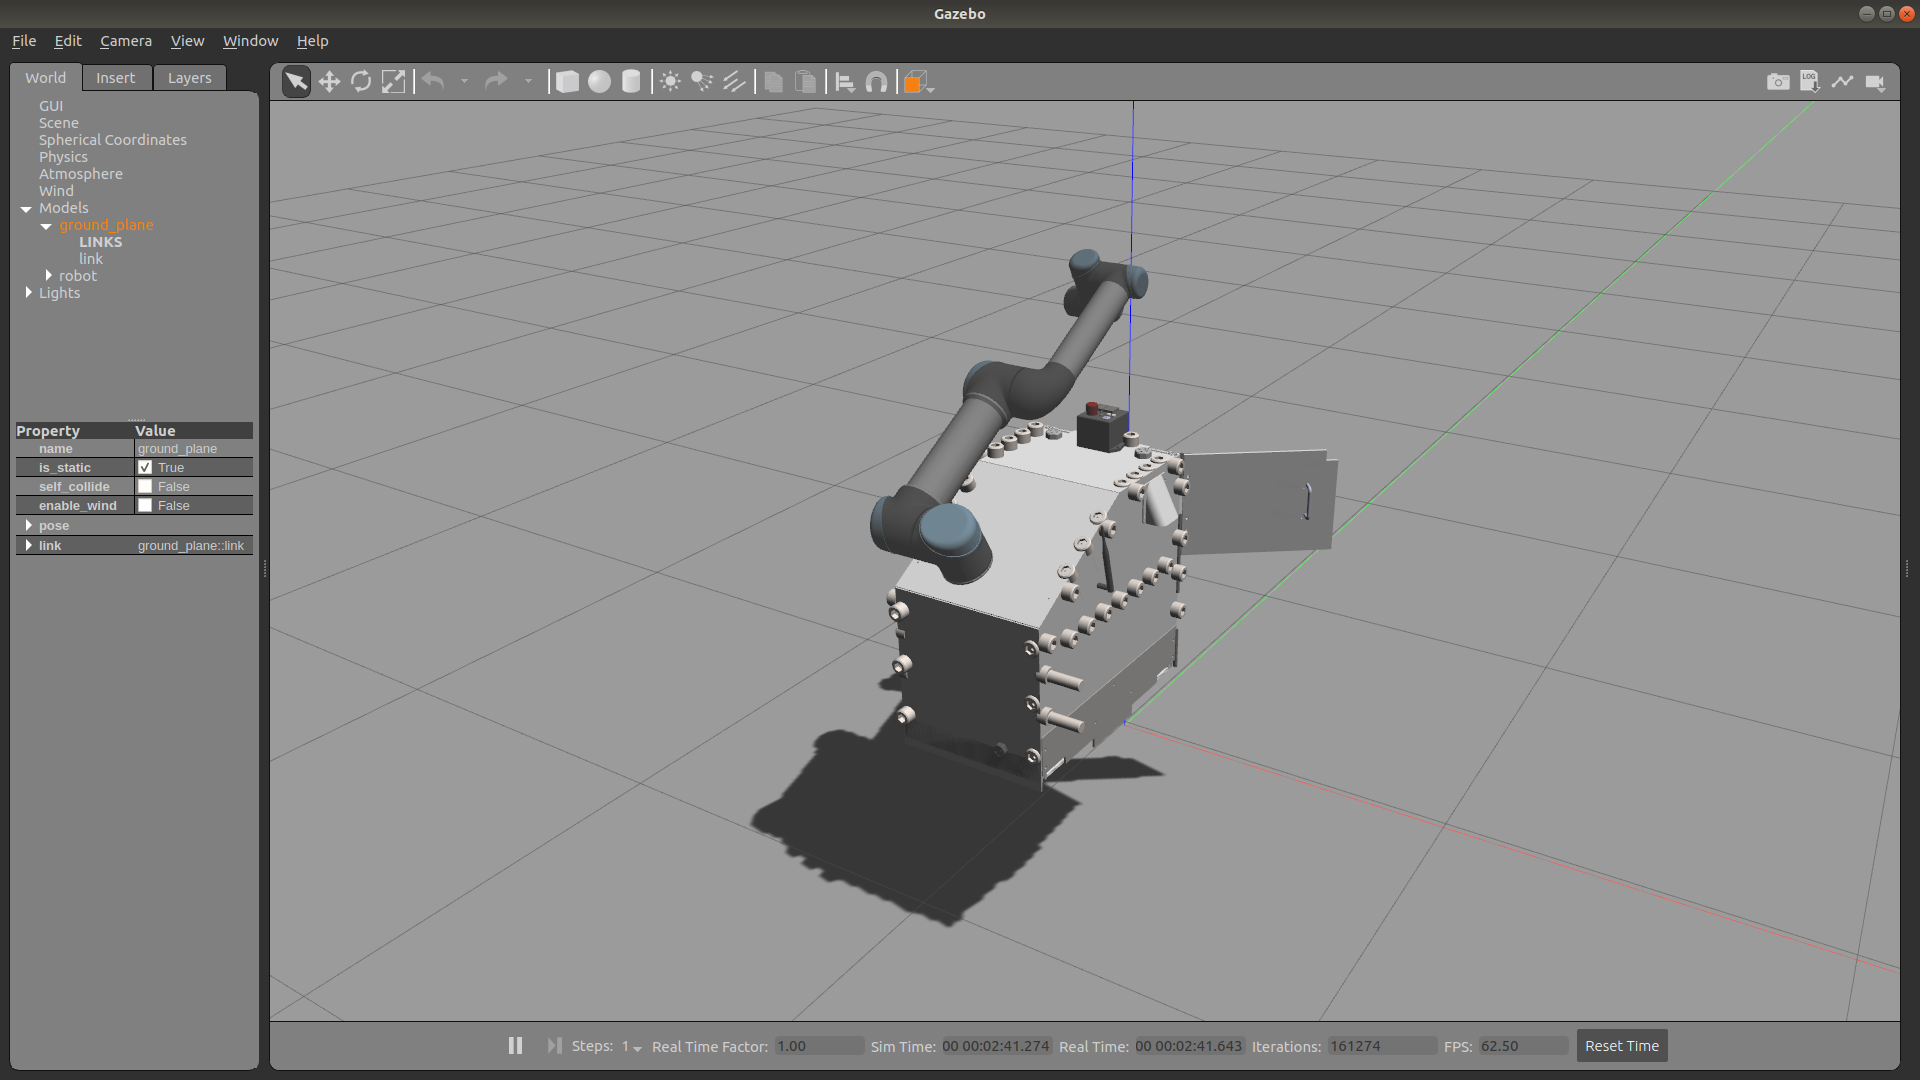 Gazebo
File Edit Camera View Window Help
World Insert Layers
LOG
GUI
Scene
Spherical Coordinates
Physics
Atmosphere
Wind
Models
ground_plane
LINKS
link
robot
Lights
Property Value
name ground_plane
is_static True
self_collide False
enable_wind False
pose
link ground_plane::link
Steps: 1 Real Time Factor: 1.00 Sim Time: 00 00:02:41.274 Real Time: 00 00:02:41.643 Iterations: 161274 FPS: 62.50 Reset Time